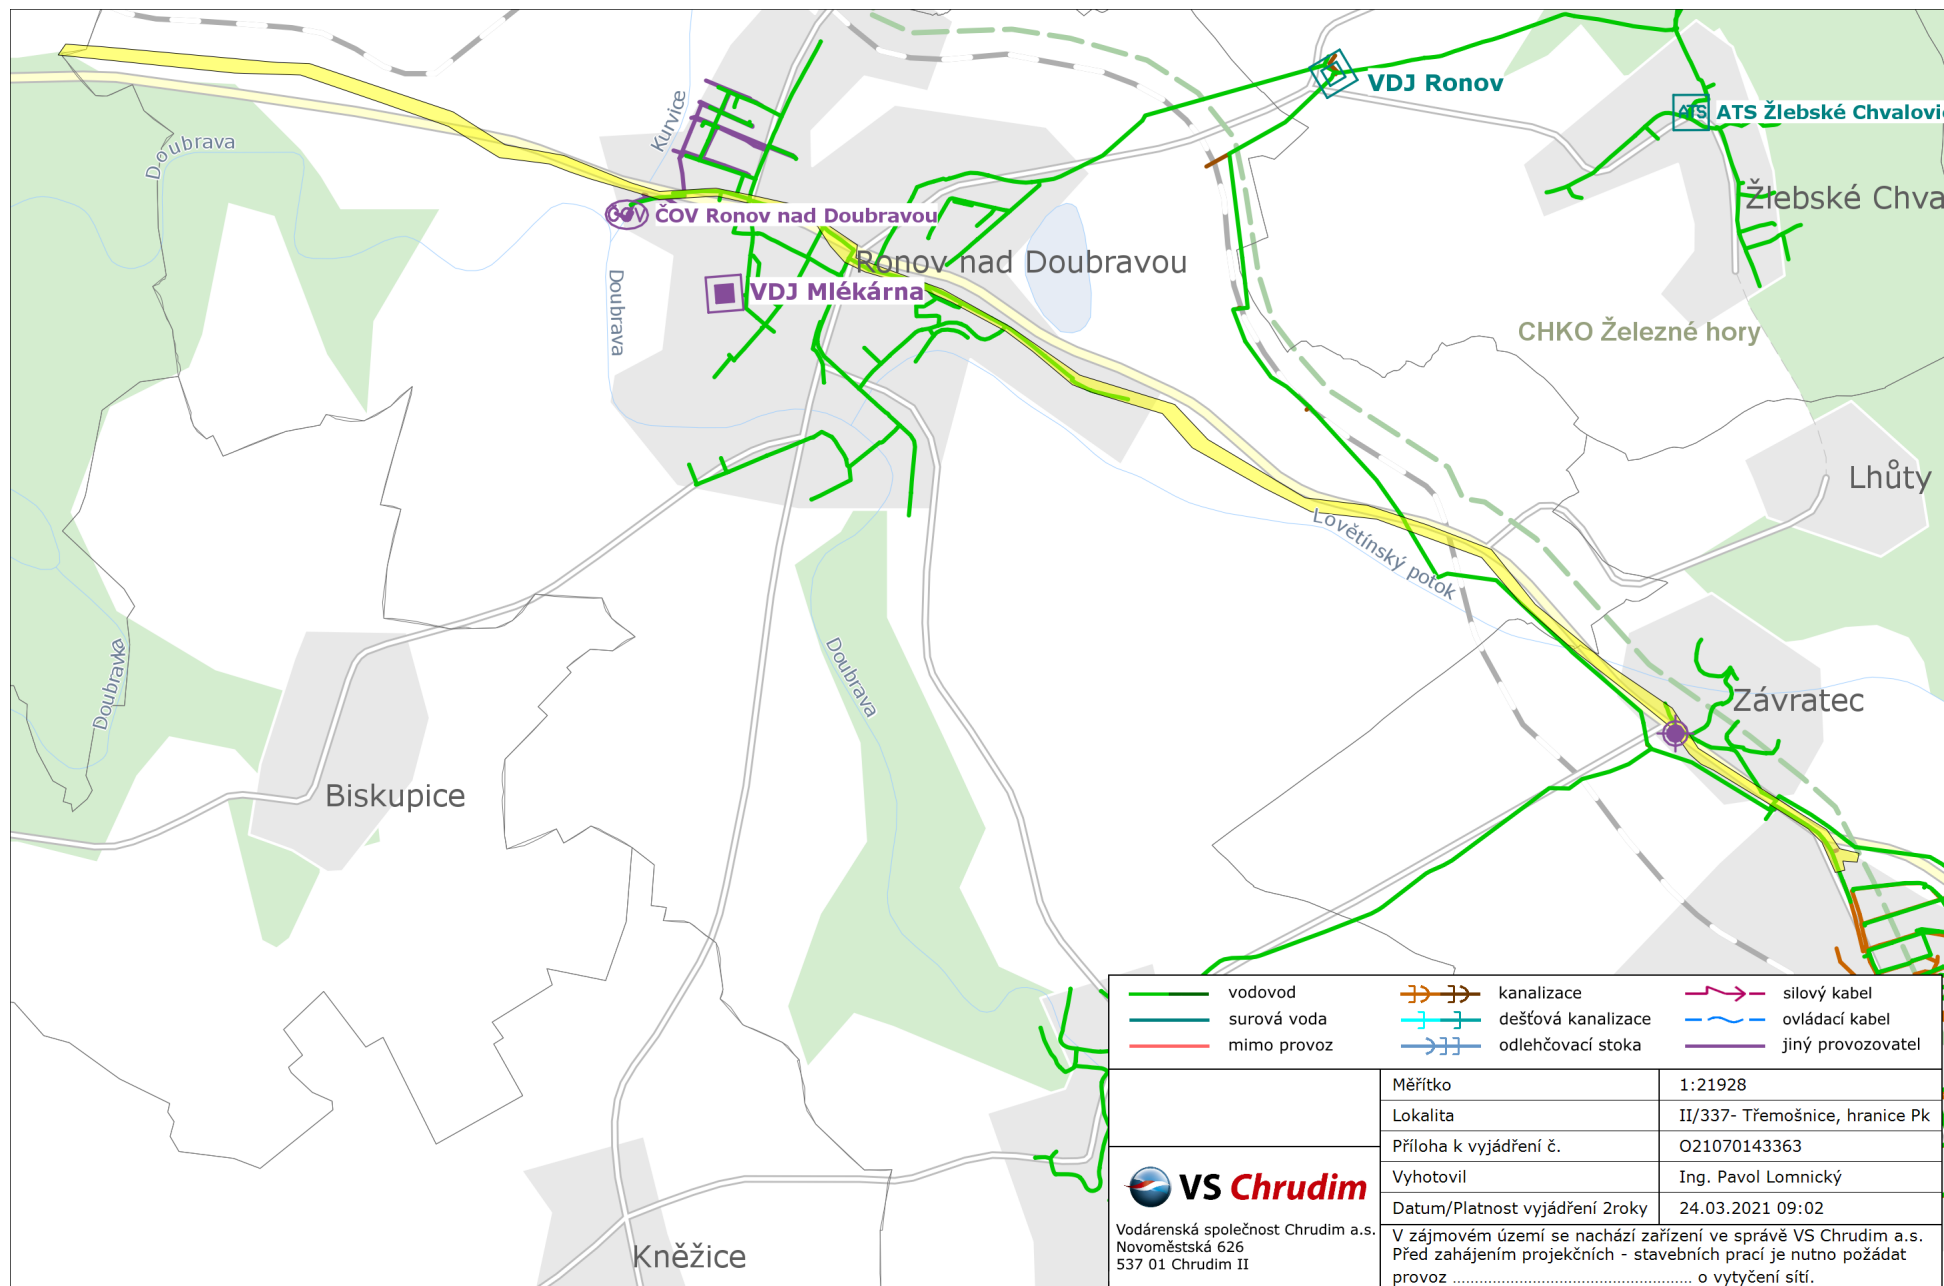 VDJ Ronov
ATS
ATS Žlebské Chvalovi
Kurvice
Doubrava
Žlebské Chva
ČOV
ČOV Ronov nad Doubravou
Ronov nad Doubravou
VDJ Mlékárna
Doubrava
CHKO Železné hory
Lhůty
Lovětínský potok
Doubravka
Doubrava
Závratec
Biskupice
Kněžice
vodovod
surová voda
mimo provoz
kanalizace
dešťová kanalizace
odlehčovací stoka
silový kabel
ovládací kabel
jiný provozovatel
Měřítko 1:21928
Lokalita II/337- Třemošnice, hranice Pk
Příloha k vyjádření č. O21070143363
Vyhotovil Ing. Pavol Lomnický
Datum/Platnost vyjádření 2roky 24.03.2021 09:02
VS Chrudim
Vodárenská společnost Chrudim a.s.
Novoměstská 626
537 01 Chrudim II
V zájmovém území se nachází zařízení ve správě VS Chrudim a.s.
Před zahájením projekčních - stavebních prací je nutno požádat
provoz ...................................................... o vytyčení sítí.